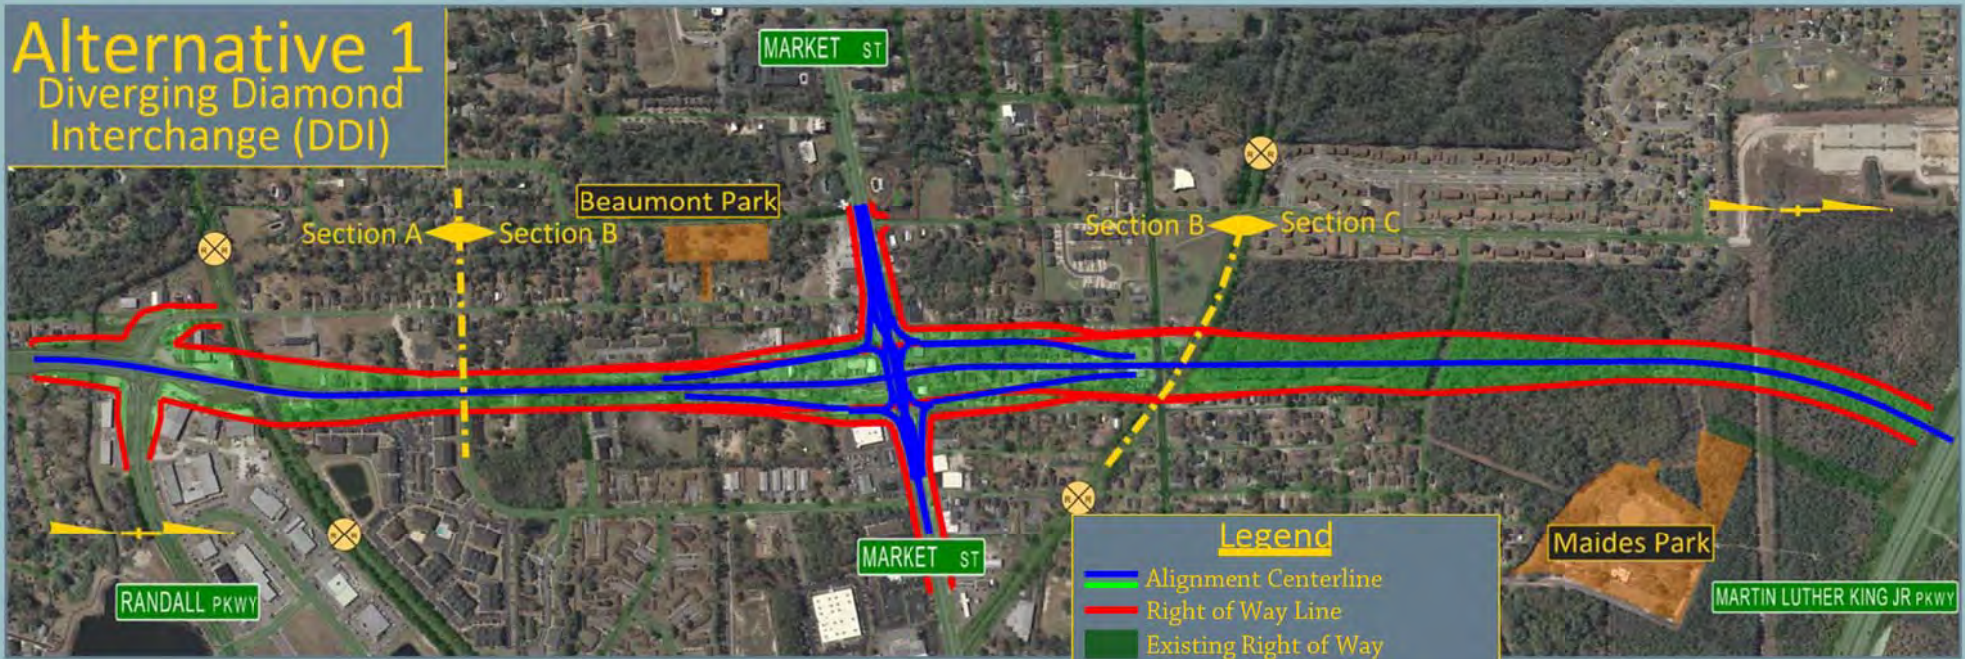 Alternative 1
Diverging Diamond
Interchange (DDI)
MARKET ST
Beaumont Park
Section A
Section B
Section B
Section C
R R
R R
R R
R R
MARKET ST
RANDALL PKWY
Maides Park
MARTIN LUTHER KING JR PKWY
Legend
Alignment Centerline
Right of Way Line
Existing Right of Way